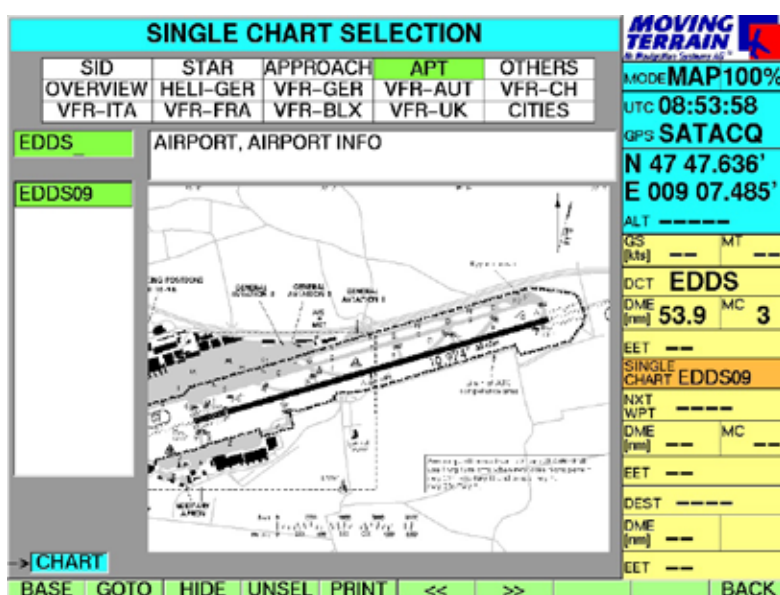 SINGLE CHART SELECTION
SID STAR APPROACH APT OTHERS
OVERVIEW HELI-GER VFR-GER VFR-AUT VFR-CH
VFR-ITA VFR-FRA VFR-BLX VFR-UK CITIES
EDDS_
AIRPORT, AIRPORT INFO
EDDS09
GENERAL
GENERAL
GENERAL
MILITARY
APRON
->CHART
BASE GOTO HIDE UNSEL PRINT << >> BACK
MOVING
TERRAIN
MODE MAP 100%
UTC 08:53:58
GPS SATACQ
N 47 47.636'
E 009 07.485'
ALT -----
GS [kts] -- MT --
DCT EDDS
DME [nm] 53.9 MC 3
EET --
SINGLE CHART EDDS09
NXT WPT ----
DME [nm] -- MC --
EET --
DEST ----
DME [nm] --
EET --